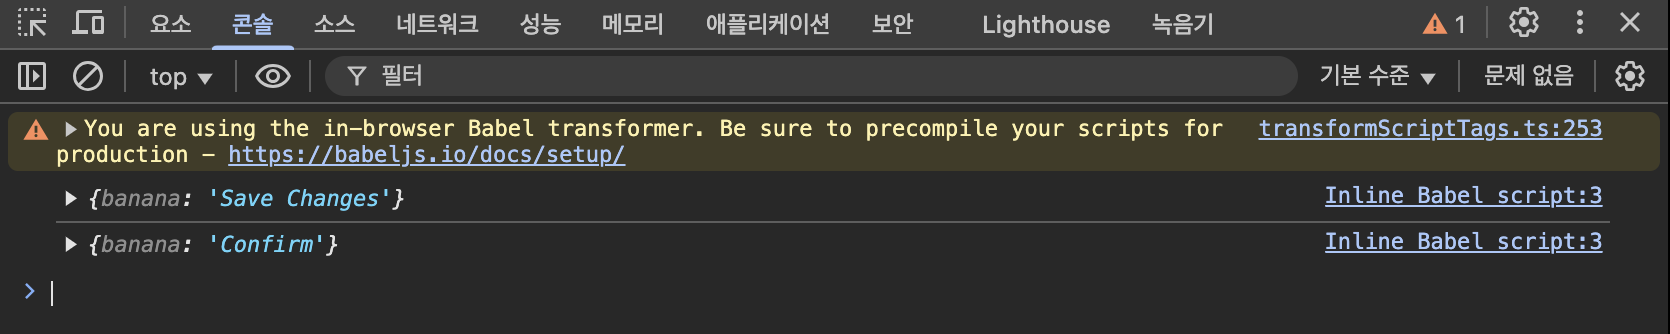 요소 콘솔 소스 네트워크 성능 메모리 애플리케이션 보안 Lighthouse 녹음기 1
top 필터 기본 수준 문제 없음
You are using the in-browser Babel transformer. Be sure to precompile your scripts for transformScriptTags.ts:253
production – https://babeljs.io/docs/setup/
{banana: 'Save Changes'} Inline Babel script:3
{banana: 'Confirm'} Inline Babel script:3